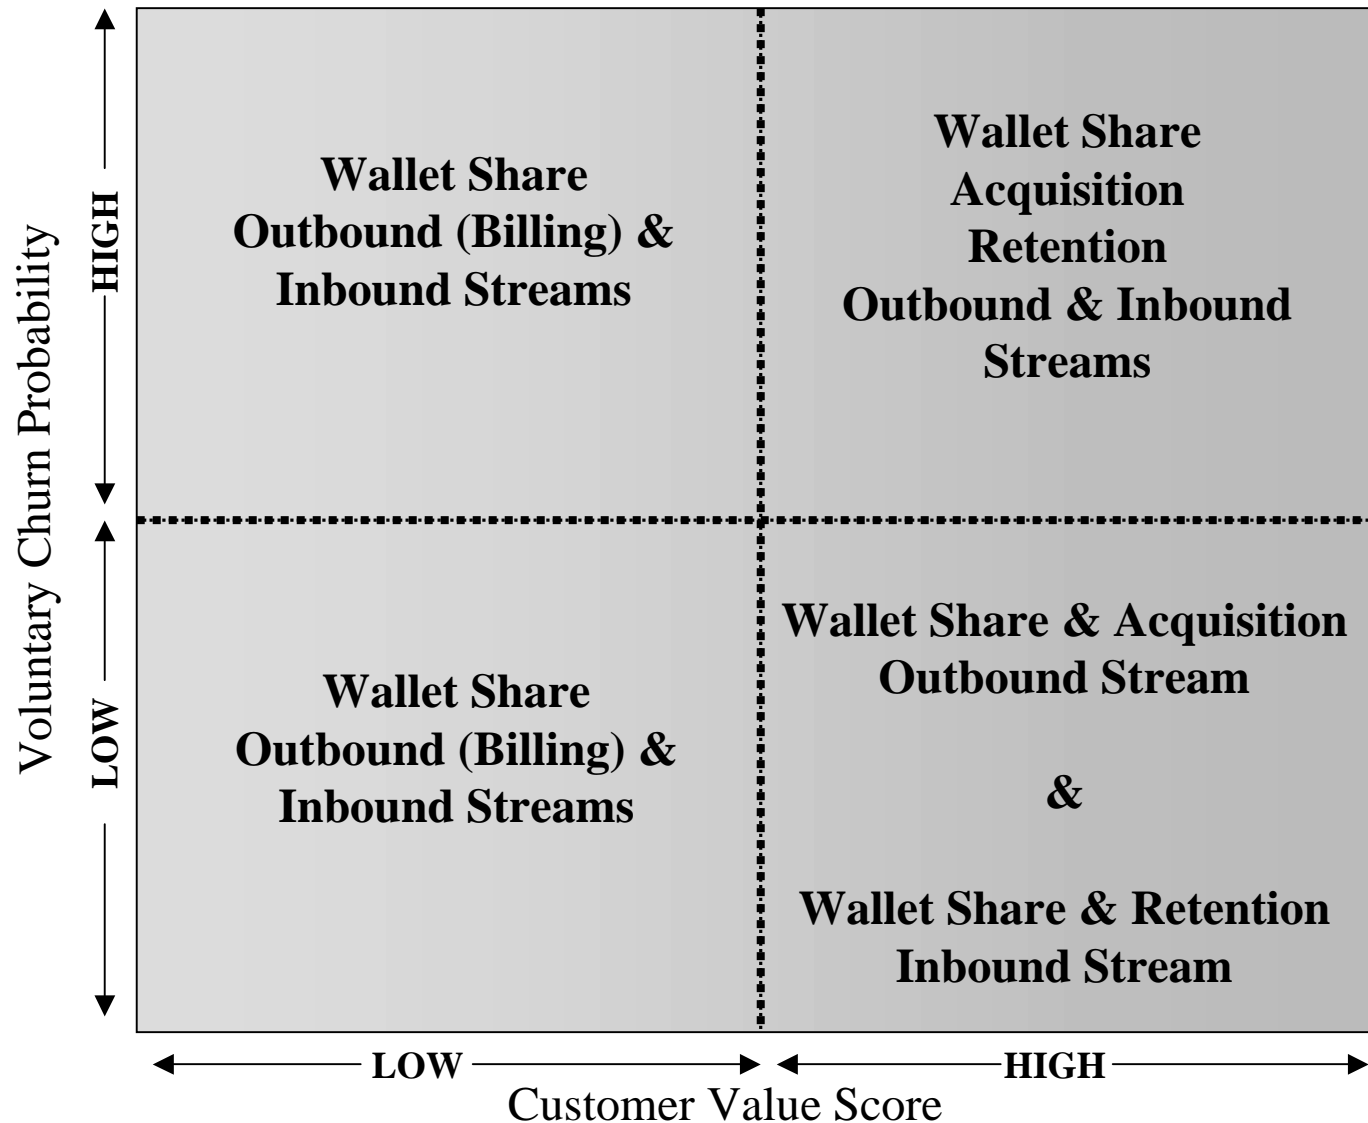 Voluntary Churn Probability
HIGH
LOW
Wallet Share
Outbound (Billing) &
Inbound Streams
Wallet Share
Acquisition
Retention
Outbound & Inbound
Streams
Wallet Share
Outbound (Billing) &
Inbound Streams
Wallet Share & Acquisition
Outbound Stream
&
Wallet Share & Retention
Inbound Stream
LOW
HIGH
Customer Value Score